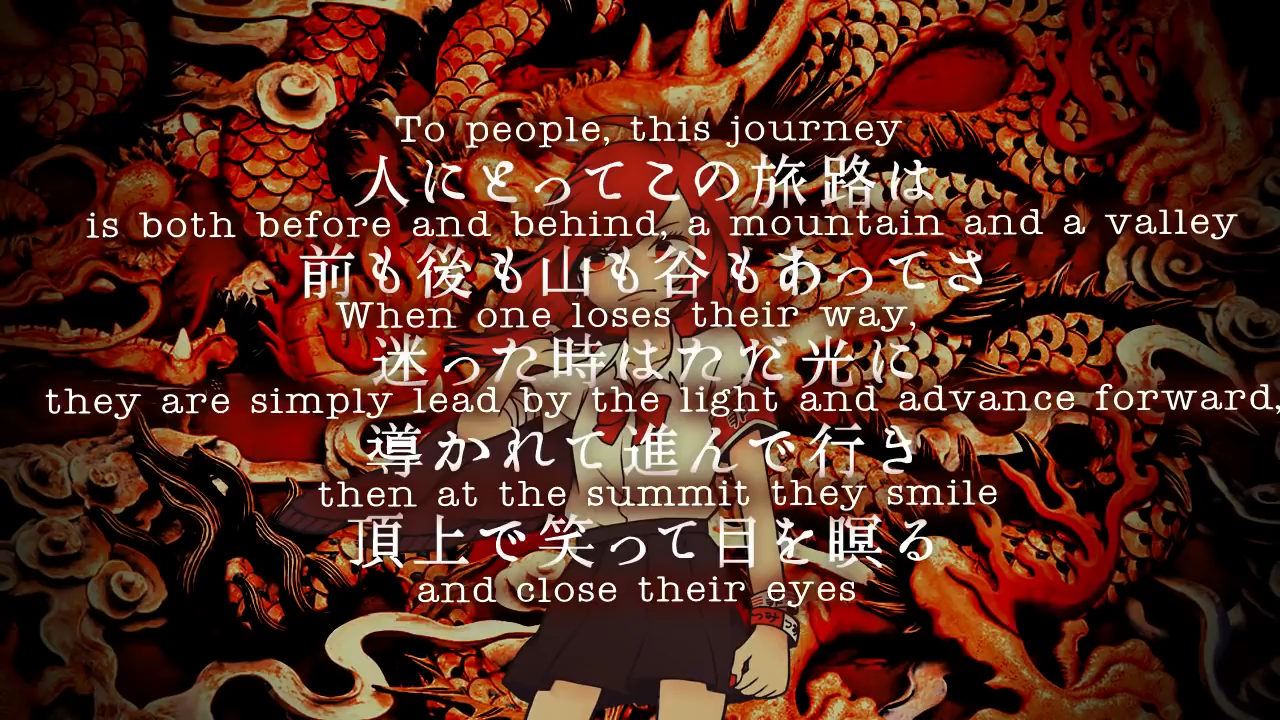 To people, this journey
人にとってこの旅路は
is both before and behind, a mountain and a valley
前も後も山も谷もあってさ
When one loses their way,
迷った時はただ光に
they are simply lead by the light and advance forward,
導かれて進んで行き
then at the summit they smile
頂上で笑って目を瞑る
and close their eyes